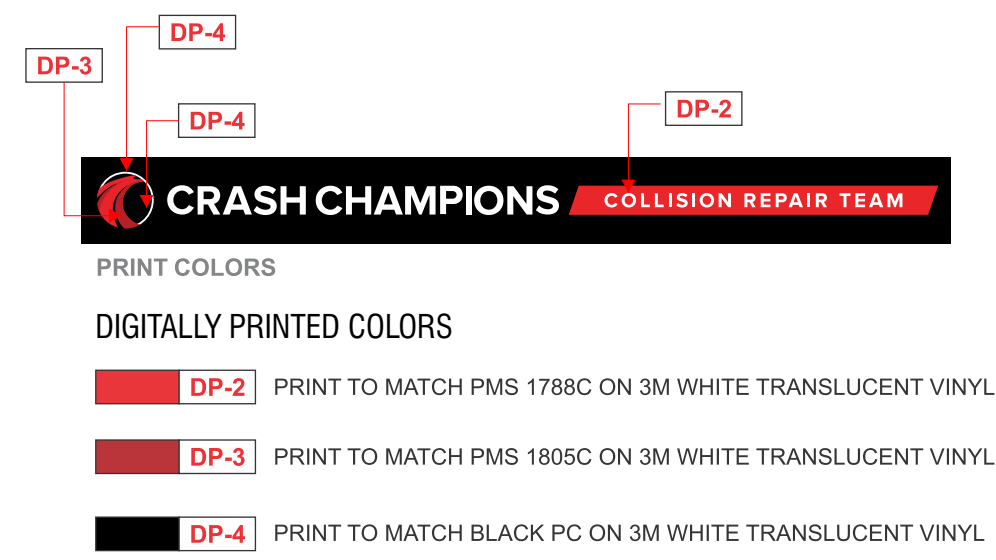 DP-4
DP-3
DP-4
DP-2
CRASH CHAMPIONS COLLISION REPAIR TEAM
PRINT COLORS
DIGITALLY PRINTED COLORS
DP-2 PRINT TO MATCH PMS 1788C ON 3M WHITE TRANSLUCENT VINYL
DP-3 PRINT TO MATCH PMS 1805C ON 3M WHITE TRANSLUCENT VINYL
DP-4 PRINT TO MATCH BLACK PC ON 3M WHITE TRANSLUCENT VINYL